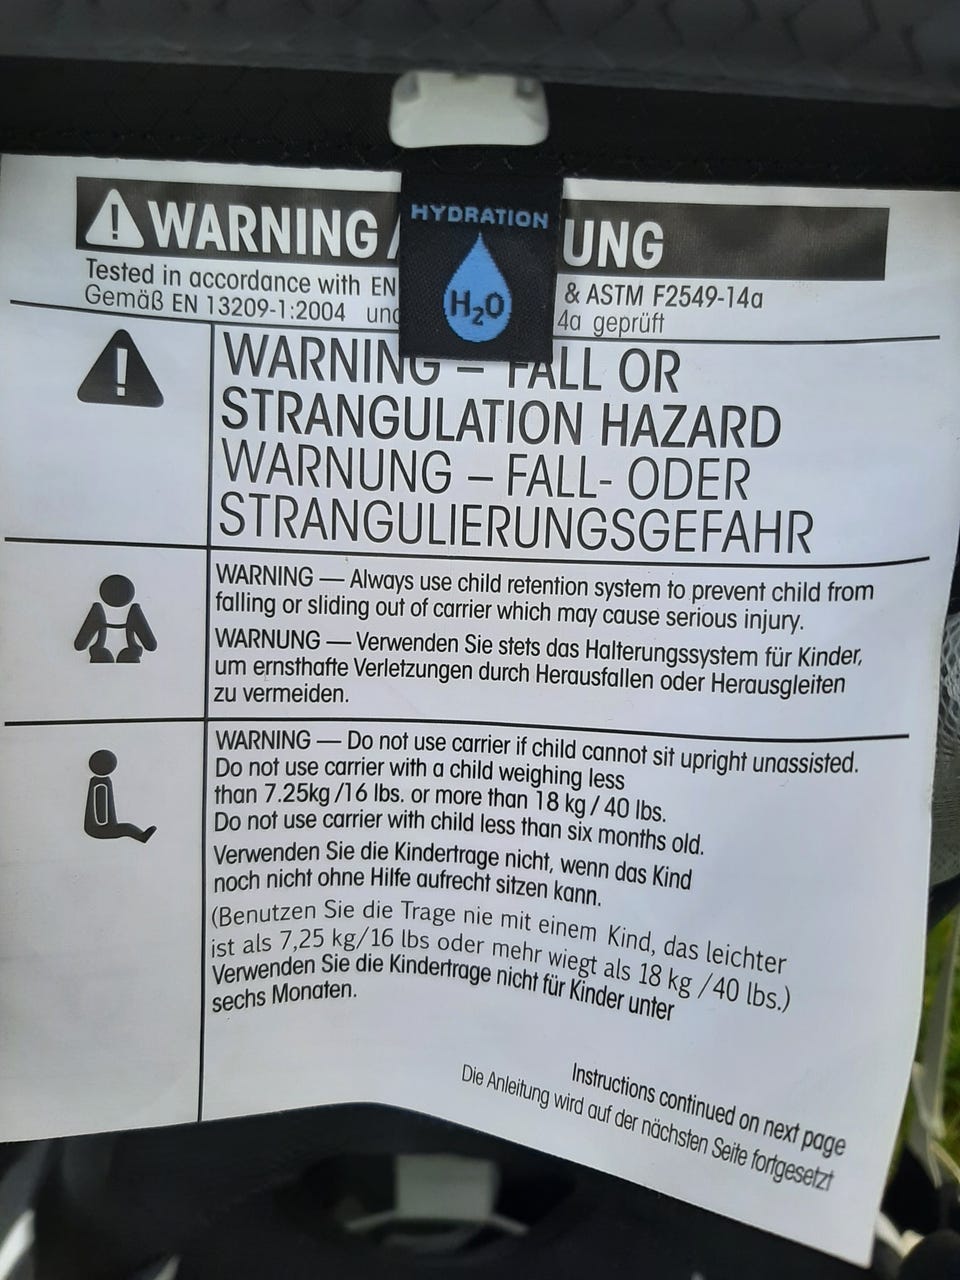 WARNING /
UNG
HYDRATION
H₂O
Tested in accordance with EN
& ASTM F2549-14a
Gemäß EN 13209-1:2004
4a geprüft
WARNING – FALL OR
STRANGULATION HAZARD
WARNUNG – FALL- ODER
STRANGULIERUNGSGEFAHR
WARNING — Always use child retention system to prevent child from
falling or sliding out of carrier which may cause serious injury.
WARNUNG — Verwenden Sie stets das Halterungssystem für Kinder,
um ernsthafte Verletzungen durch Herausfallen oder Herausgleiten
zu vermeiden.
WARNING — Do not use carrier if child cannot sit upright unassisted.
Do not use carrier with a child weighing less
than 7.25kg /16 lbs. or more than 18 kg / 40 lbs.
Do not use carrier with child less than six months old.
Verwenden Sie die Kindertrage nicht, wenn das Kind
noch nicht ohne Hilfe aufrecht sitzen kann.
(Benutzen Sie die Trage nie mit einem Kind, das leichter
ist als 7,25 kg/16 lbs oder mehr wiegt als 18 kg /40 lbs.)
Verwenden Sie die Kindertrage nicht für Kinder unter
sechs Monaten.
Instructions continued on next page
Die Anleitung wird auf der nächsten Seite fortgesetzt